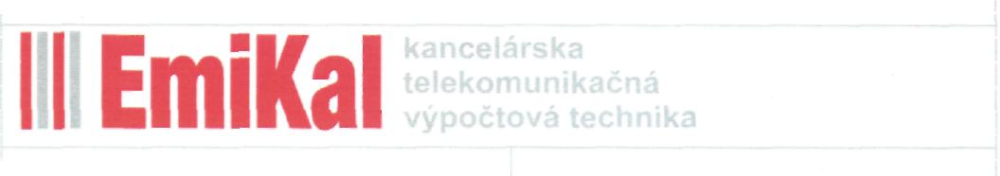 EmiKal
kancelárska
telekomunikačná
výpočtová technika